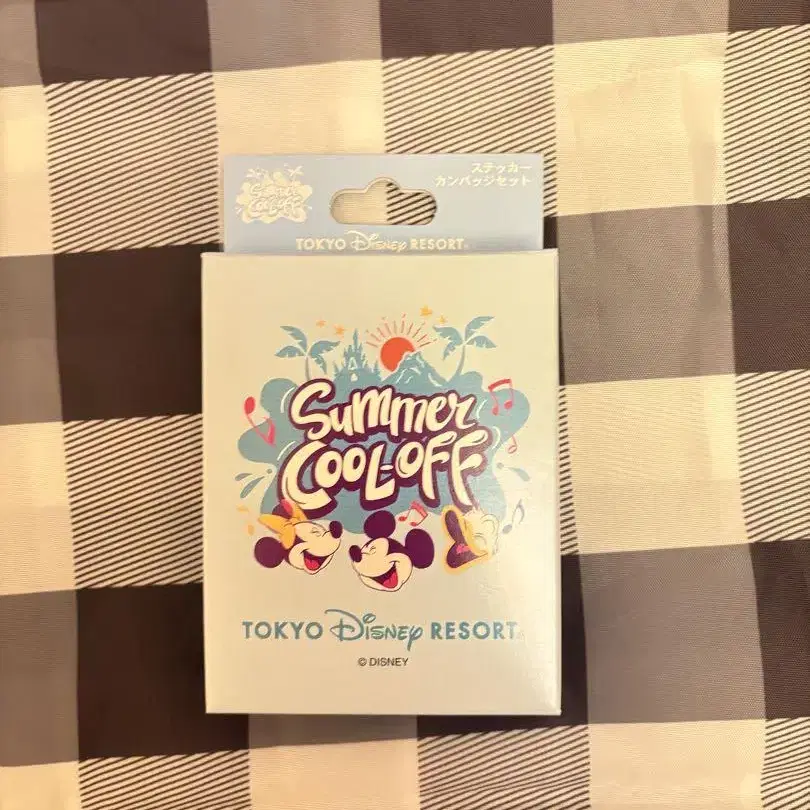 ステッカー
カンバッジセット
Summer
COOL-OFF
TOKYO Disney RESORT®
Summer
COOL-OFF
TOKYO Disney RESORT®
© DISNEY